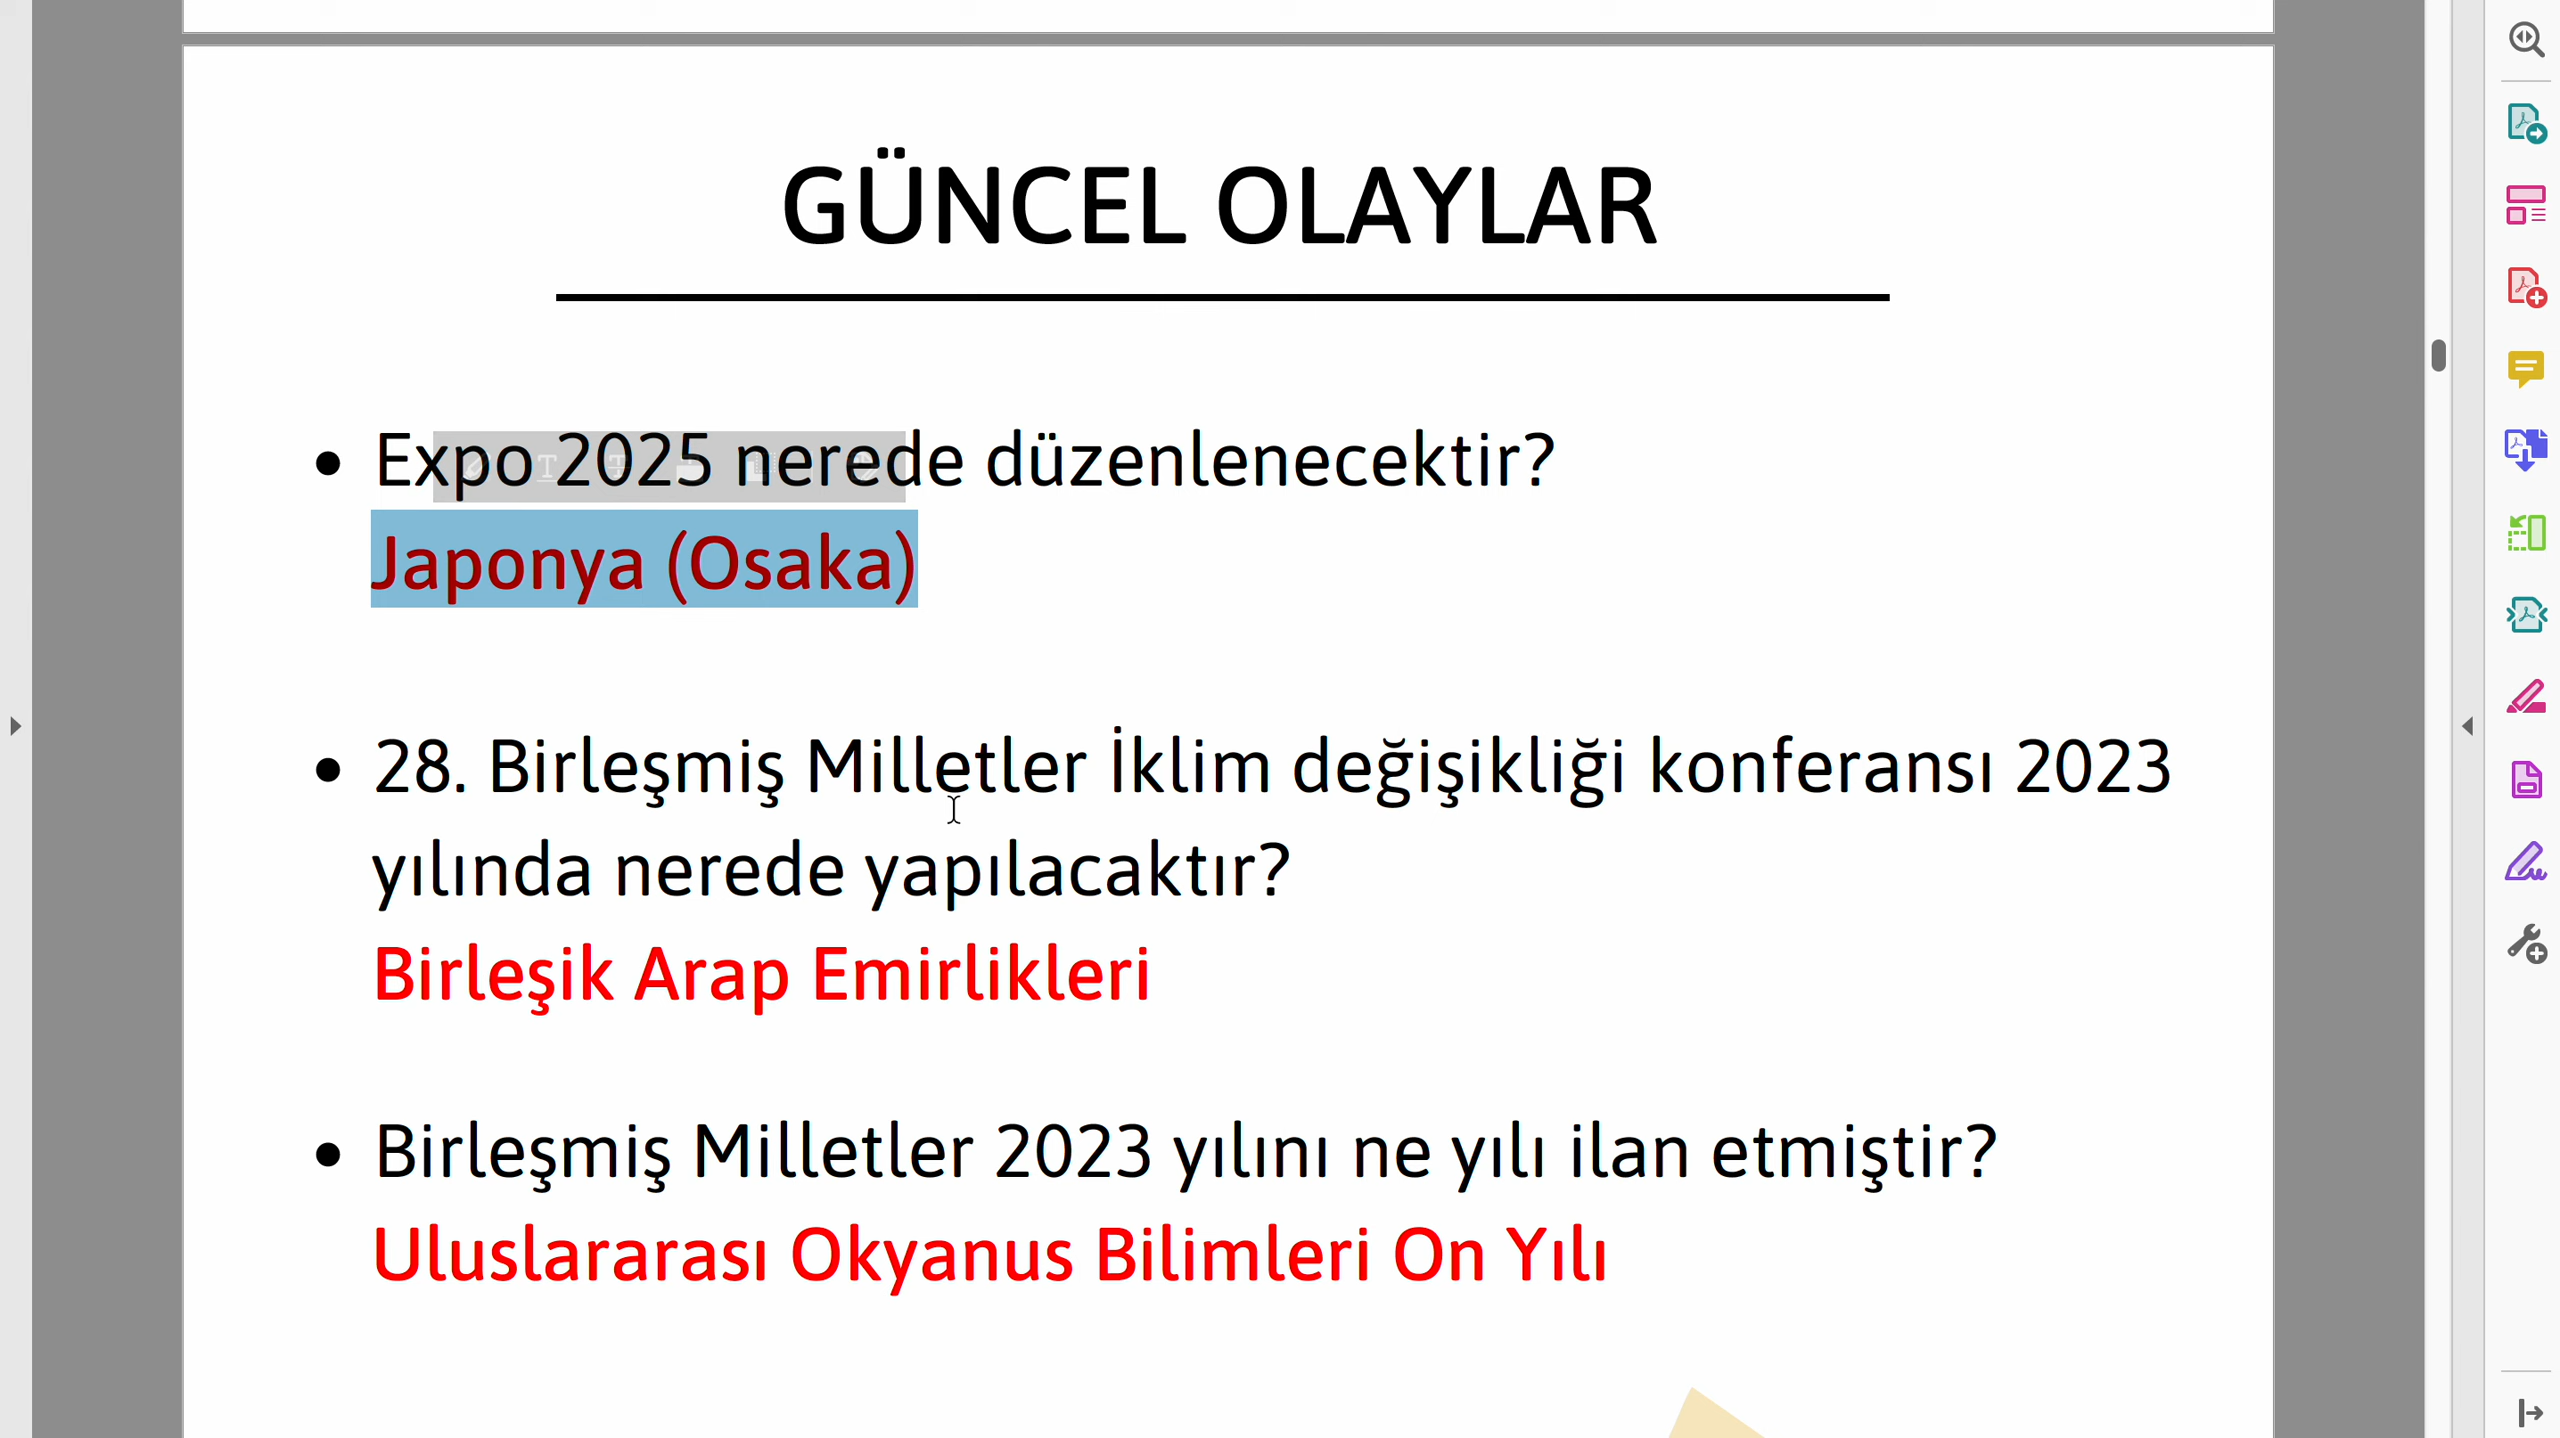 GÜNCEL OLAYLAR
• Expo 2025 nerede düzenlenecektir?
Japonya (Osaka)
• 28. Birleşmiş Milletler İklim değişikliği konferansı 2023
yılında nerede yapılacaktır?
Birleşik Arap Emirlikleri
• Birleşmiş Milletler 2023 yılını ne yılı ilan etmiştir?
Uluslararası Okyanus Bilimleri On Yılı